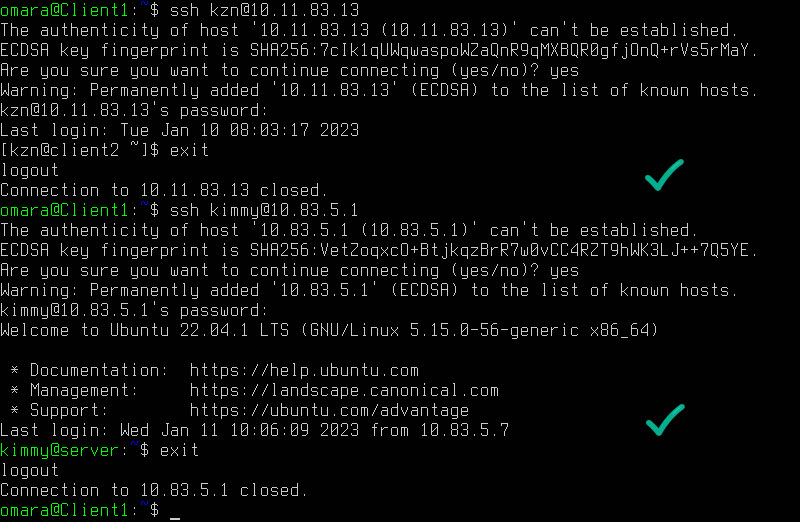 omara@Client1:~$ ssh kzn@10.11.83.13
The authenticity of host '10.11.83.13 (10.11.83.13)' can't be established.
ECDSA key fingerprint is SHA256:7cIk1qUWqwaspoWZaQnR9qMXBQR0gfjOnQ+rVs5rMaY.
Are you sure you want to continue connecting (yes/no)? yes
Warning: Permanently added '10.11.83.13' (ECDSA) to the list of known hosts.
kzn@10.11.83.13's password:
Last login: Tue Jan 10 08:03:17 2023
[kzn@client2 ~]$ exit
logout
Connection to 10.11.83.13 closed.
omara@Client1:~$ ssh kimmy@10.83.5.1
The authenticity of host '10.83.5.1 (10.83.5.1)' can't be established.
ECDSA key fingerprint is SHA256:VetZoqxcO+BtjkqzBrR7w0vCC4RZT9hWK3LJ++7Q5YE.
Are you sure you want to continue connecting (yes/no)? yes
Warning: Permanently added '10.83.5.1' (ECDSA) to the list of known hosts.
kimmy@10.83.5.1's password:
Welcome to Ubuntu 22.04.1 LTS (GNU/Linux 5.15.0-56-generic x86_64)
* Documentation: https://help.ubuntu.com
* Management: https://landscape.canonical.com
* Support: https://ubuntu.com/advantage
Last login: Wed Jan 11 10:06:09 2023 from 10.83.5.7
kimmy@server:~$ exit
logout
Connection to 10.83.5.1 closed.
omara@Client1:~$ _